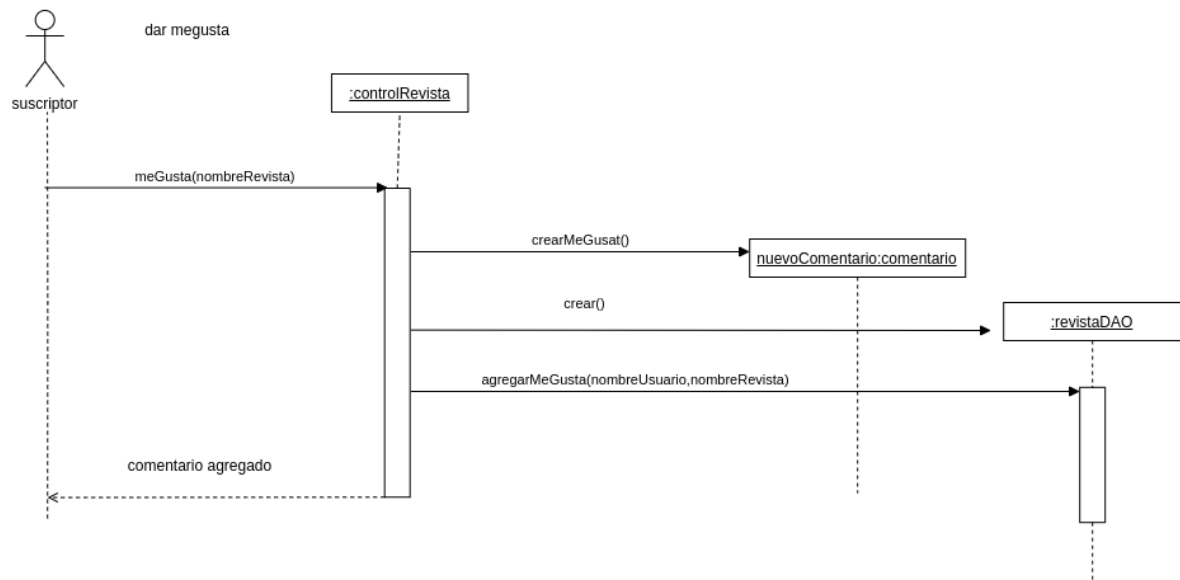 dar megusta
suscriptor
:controlRevista
meGusta(nombreRevista)
crearMeGusat()
nuevoComentario:comentario
crear()
:revistaDAO
agregarMeGusta(nombreUsuario,nombreRevista)
comentario agregado